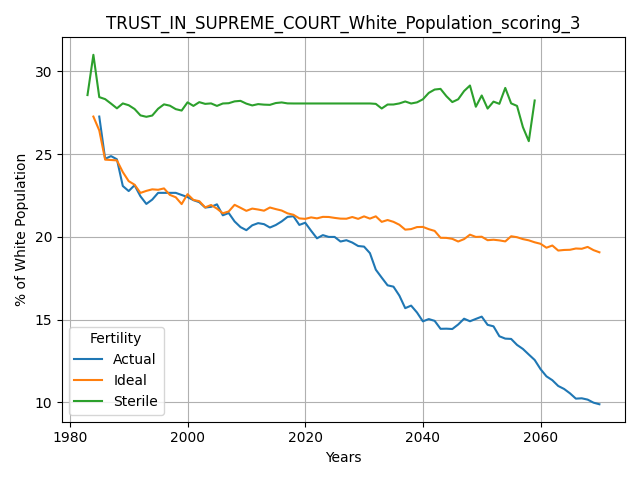 TRUST_IN_SUPREME_COURT_White_Population_scoring_3
% of White Population
30
25
20
15
10
Fertility
Actual
Ideal
Sterile
1980
2000
2020
2040
2060
Years